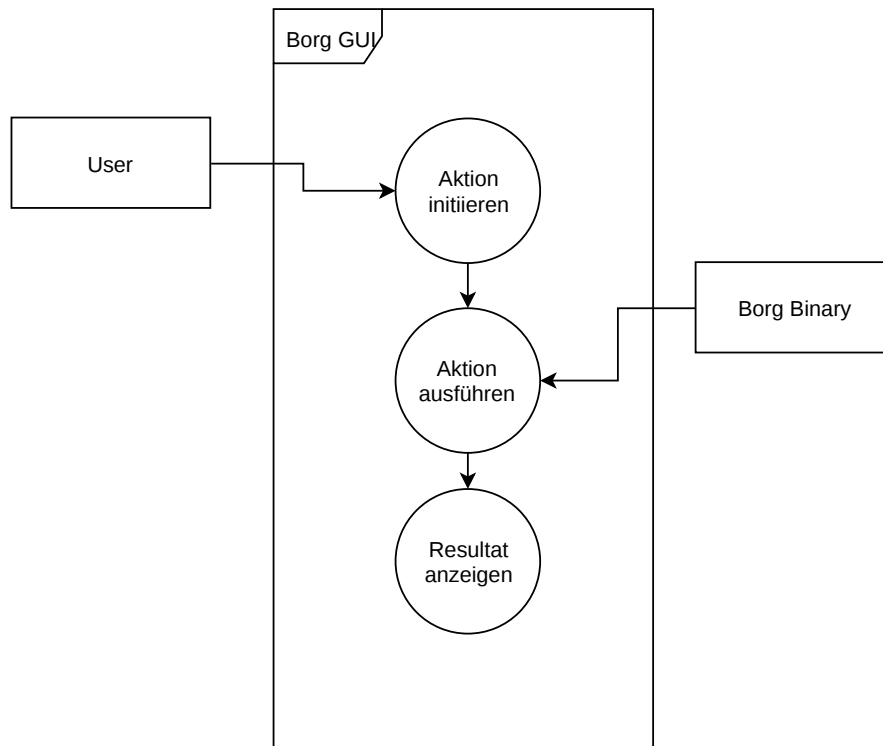 Borg GUI
User
Aktion
initiieren
Borg Binary
Aktion
ausführen
Resultat
anzeigen